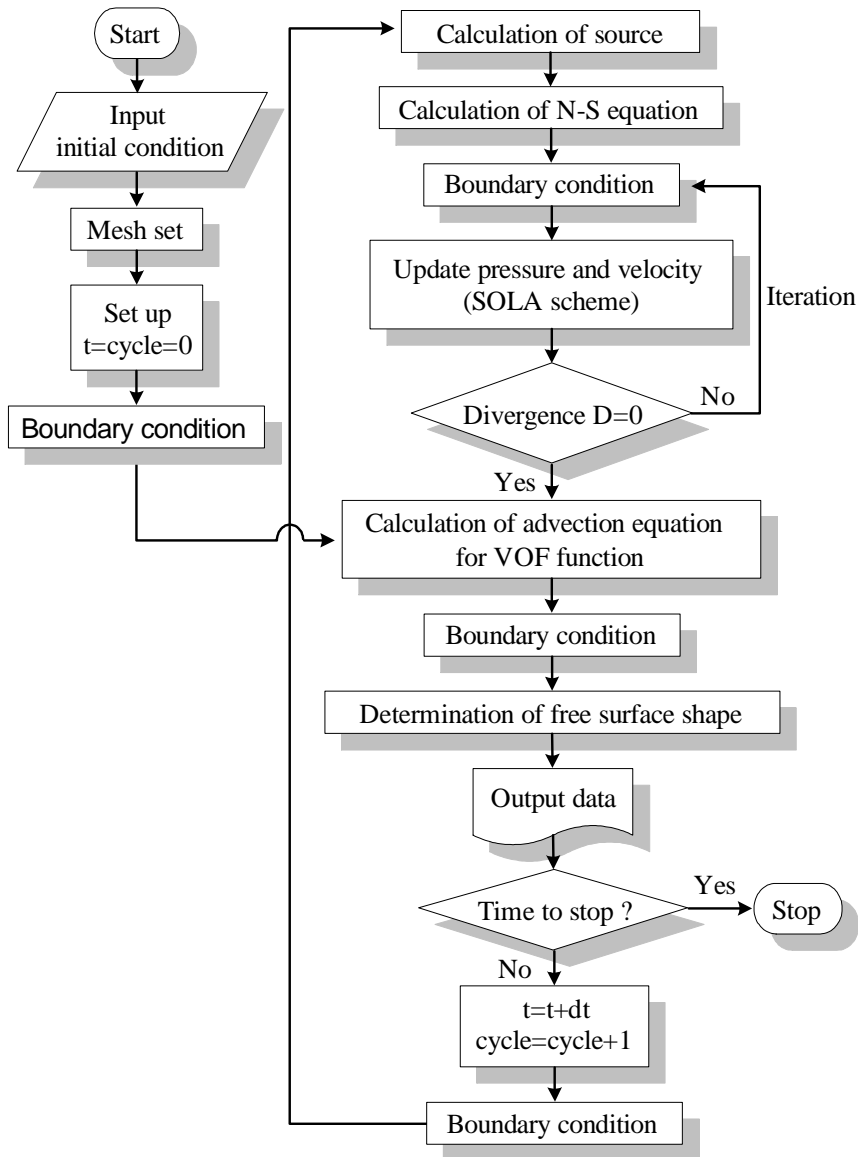 Start
Input
initial condition
Mesh set
Set up
t=cycle=0
Boundary condition
Calculation of source
Calculation of N-S equation
Boundary condition
Update pressure and velocity
(SOLA scheme)
Iteration
Divergence D=0
No
Yes
Calculation of advection equation
for VOF function
Boundary condition
Determination of free surface shape
Output data
Time to stop ?
Yes
Stop
No
t=t+dt
cycle=cycle+1
Boundary condition